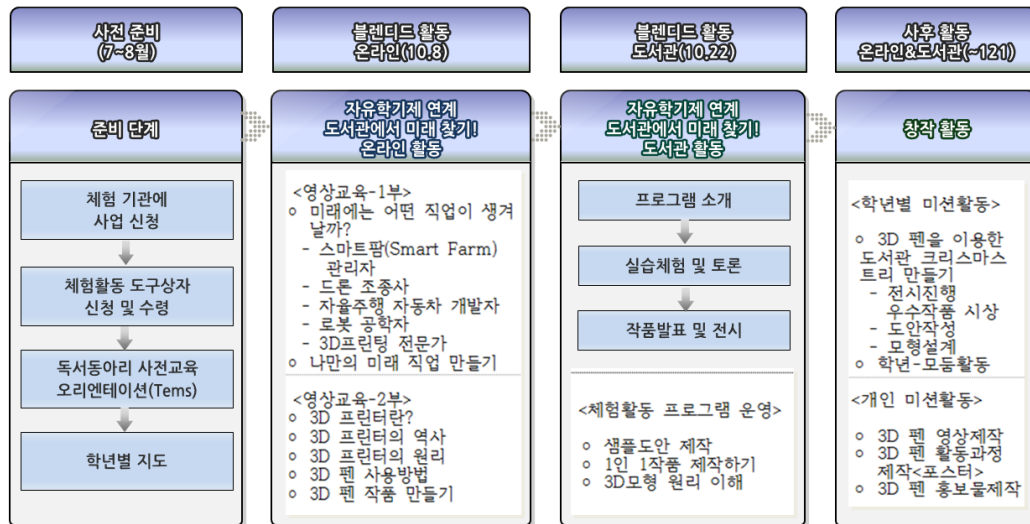 사전 준비
(7~8월)
블렌디드 활동
온라인(10.8)
블렌디드 활동
도서관(10.22)
사후 활동
온라인&도서관(~121)
준비 단계
체험 기관에
사업 신청
체험활동 도구상자
신청 및 수령
독서동아리 사전교육
오리엔테이션(Tems)
학년별 지도
자유학기제 연계
도서관에서 미래 찾기!
온라인 활동
<영상교육-1부>
○ 미래에는 어떤 직업이 생겨
날까?
- 스마트팜(Smart Farm)
관리자
- 드론 조종사
- 자율주행 자동차 개발자
- 로봇 공학자
- 3D프린팅 전문가
○ 나만의 미래 직업 만들기
<영상교육-2부>
○ 3D 프린터란?
○ 3D 프린터의 역사
○ 3D 프린터의 원리
○ 3D 펜 사용방법
○ 3D 펜 작품 만들기
자유학기제 연계
도서관에서 미래 찾기!
도서관 활동
프로그램 소개
실습체험 및 토론
작품발표 및 전시
<체험활동 프로그램 운영>
○ 샘플도안 제작
○ 1인 1작품 제작하기
○ 3D모형 원리 이해
창작 활동
<학년별 미션활동>
○ 3D 펜을 이용한
도서관 크리스마스
트리 만들기
- 전시진행
우수작품 시상
- 도안작성
- 모형설계
○ 학년-모둠활동
<개인 미션활동>
○ 3D 펜 영상제작
○ 3D 펜 활동과정
제작<포스터>
○ 3D 펜 홍보물제작